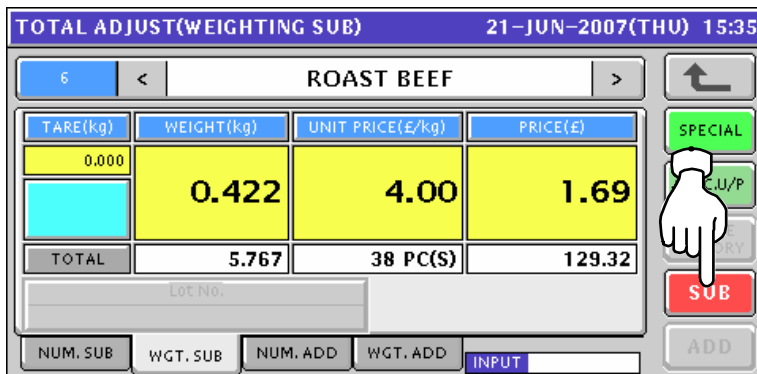 TOTAL ADJUST(WEIGHTING SUB) 21-JUN-2007(THU) 15:35
6 < ROAST BEEF >
TARE(kg) WEIGHT(kg) UNIT PRICE(£/kg) PRICE(£) SPECIAL
0.000
0.422 4.00 1.69 C.U/P
TOTAL 5.767 38 PC(S) 129.32
Lot No. SUB
NUM. SUB WGT. SUB NUM. ADD WGT. ADD INPUT ADD